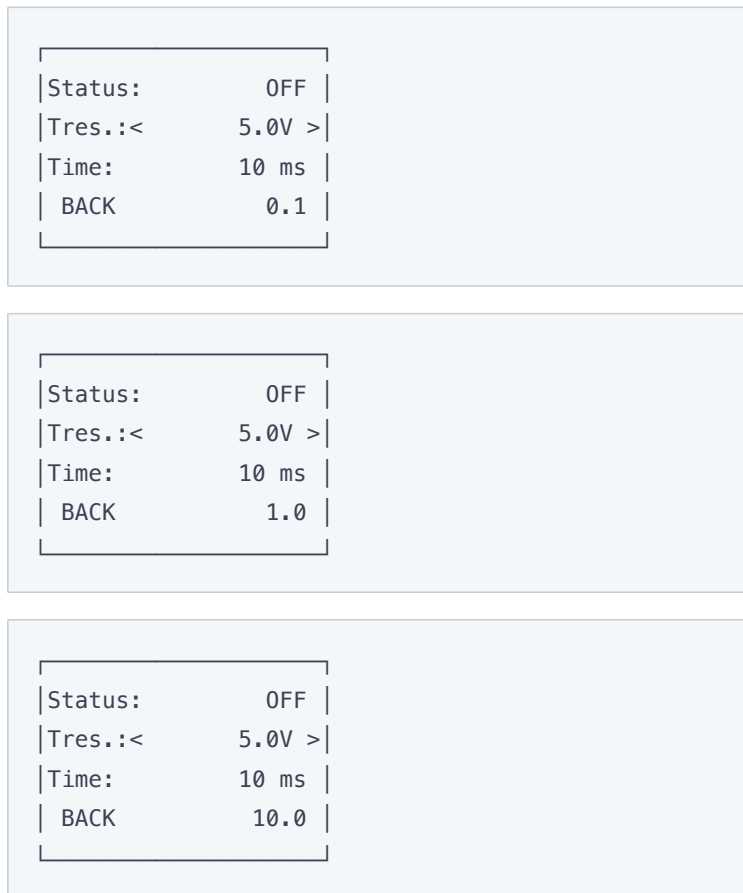 Status: OFF
Tres.:< 5.0V >
Time: 10 ms
BACK 0.1
Status: OFF
Tres.:< 5.0V >
Time: 10 ms
BACK 1.0
Status: OFF
Tres.:< 5.0V >
Time: 10 ms
BACK 10.0